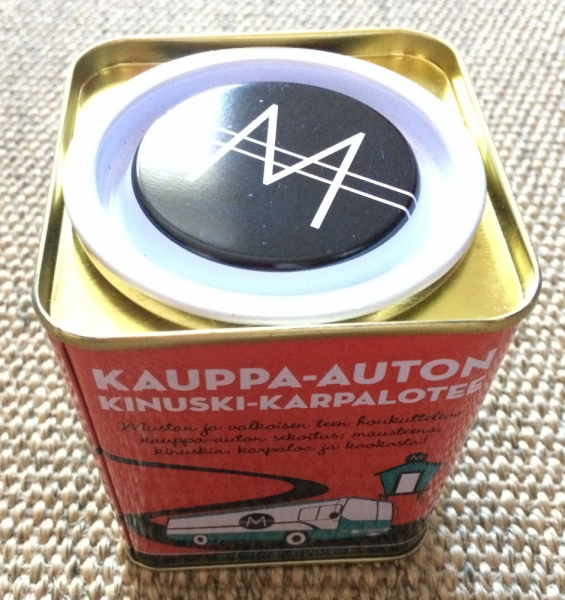 M
KAUPPA-AUTON
KINUSKI-KARPALOTEE
Mustan ja valkoisen teen houkutteleva
kauppa-auton sekoitus; mausteena
kinuskia, karpaloa ja kookosta!
M
M